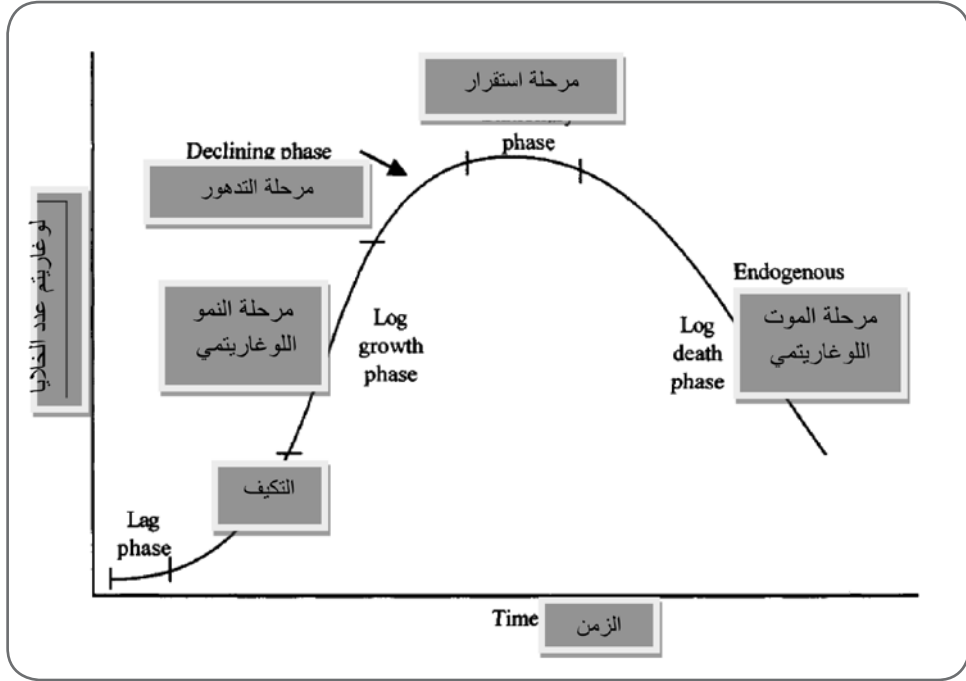 مرحلة استقرار
phase
Declining phase
مرحلة التدهور
لوغاريتم عدد الخلايا
مرحلة النمو
اللوغاريتمي
Log
growth
phase
Endogenous
Log
death
phase
مرحلة الموت
اللوغاريتمي
التكيف
Lag
phase
Time
الزمن